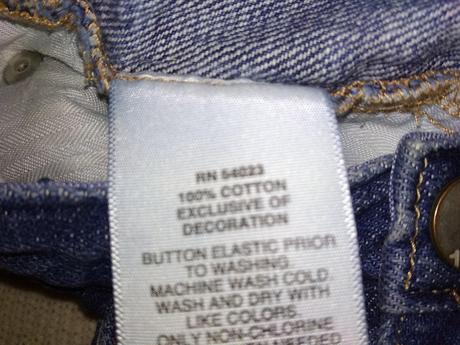 RN 54023
100% COTTON
EXCLUSIVE OF
DECORATION
BUTTON ELASTIC PRIOR
TO WASHING.
MACHINE WASH COLD
WASH AND DRY WITH
LIKE COLORS.
ONLY NON-CHLORINE
NEEDED